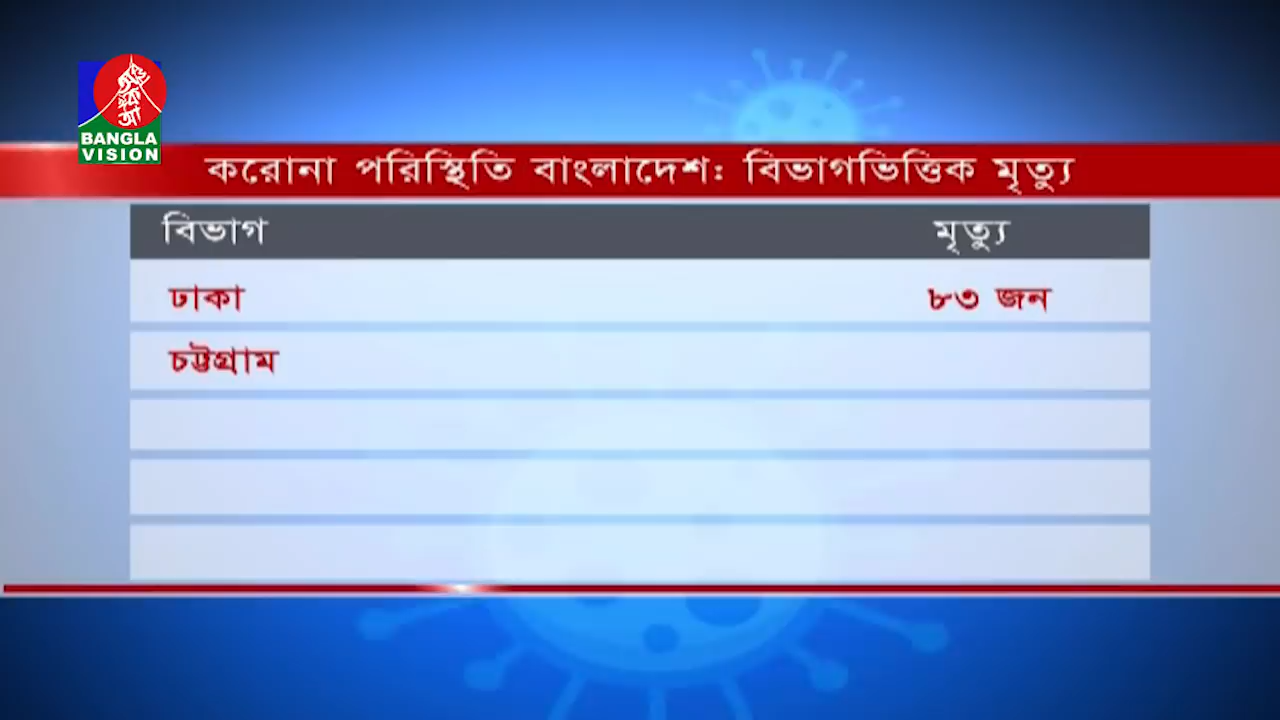 BANGLA
VISION
করোনা পরিস্থিতি বাংলাদেশ: বিভাগভিত্তিক মৃত্যু
বিভাগ মৃত্যু
ঢাকা ৮৩ জন
চট্টগ্রাম